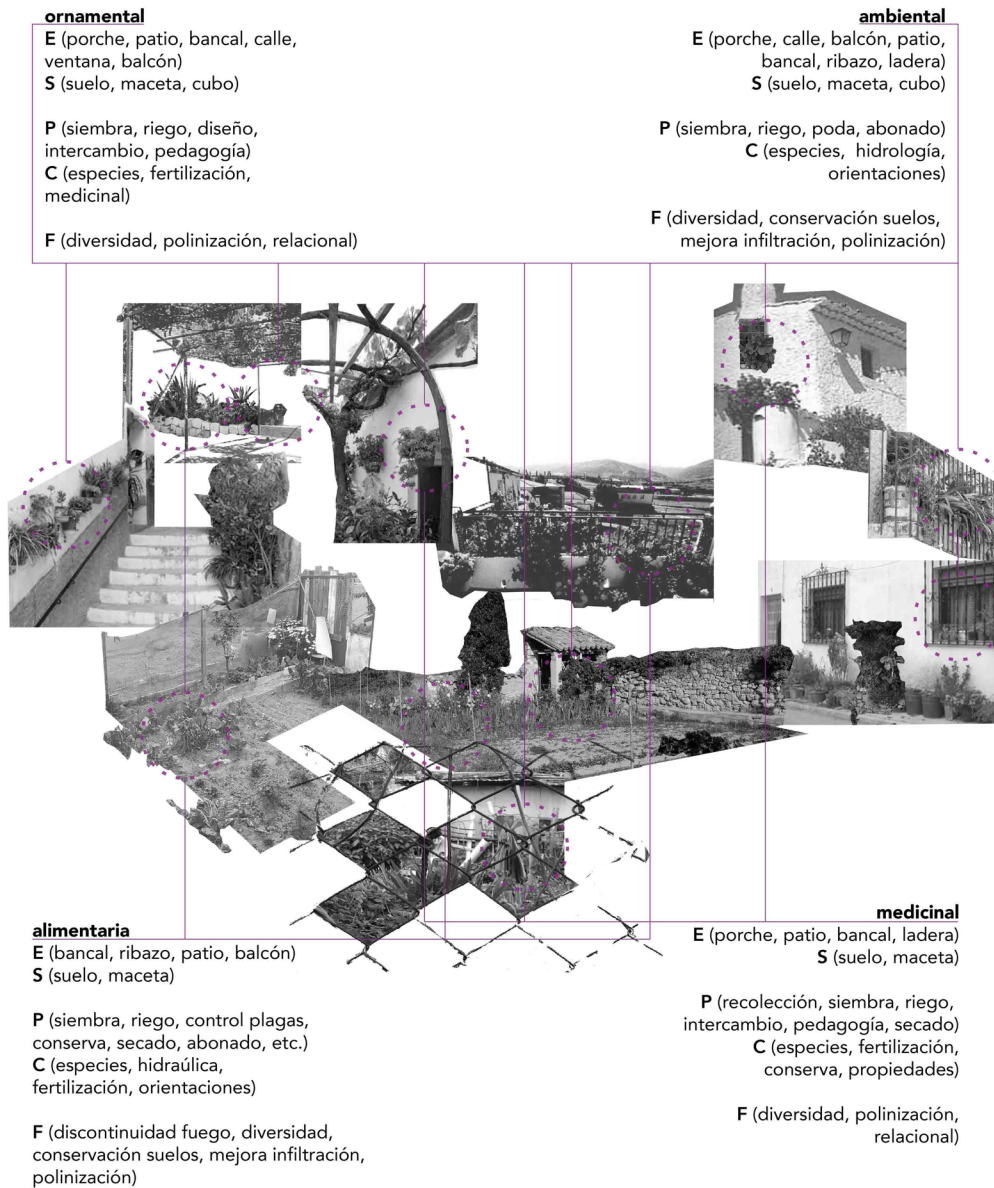 ornamental
E (porche, patio, bancal, calle,
ventana, balcón)
S (suelo, maceta, cubo)
P (siembra, riego, diseño,
intercambio, pedagogía)
C (especies, fertilización,
medicinal)
F (diversidad, polinización, relacional)
ambiental
E (porche, calle, balcón, patio,
bancal, ribazo, ladera)
S (suelo, maceta, cubo)
P (siembra, riego, poda, abonado)
C (especies, hidrología,
orientaciones)
F (diversidad, conservación suelos,
mejora infiltración, polinización)
alimentaria
E (bancal, ribazo, patio, balcón)
S (suelo, maceta)
P (siembra, riego, control plagas,
conserva, secado, abonado, etc.)
C (especies, hidraúlica,
fertilización, orientaciones)
F (discontinuidad fuego, diversidad,
conservación suelos, mejora infiltración,
polinización)
medicinal
E (porche, patio, bancal, ladera)
S (suelo, maceta)
P (recolección, siembra, riego,
intercambio, pedagogía, secado)
C (especies, fertilización,
conserva, propiedades)
F (diversidad, polinización,
relacional)